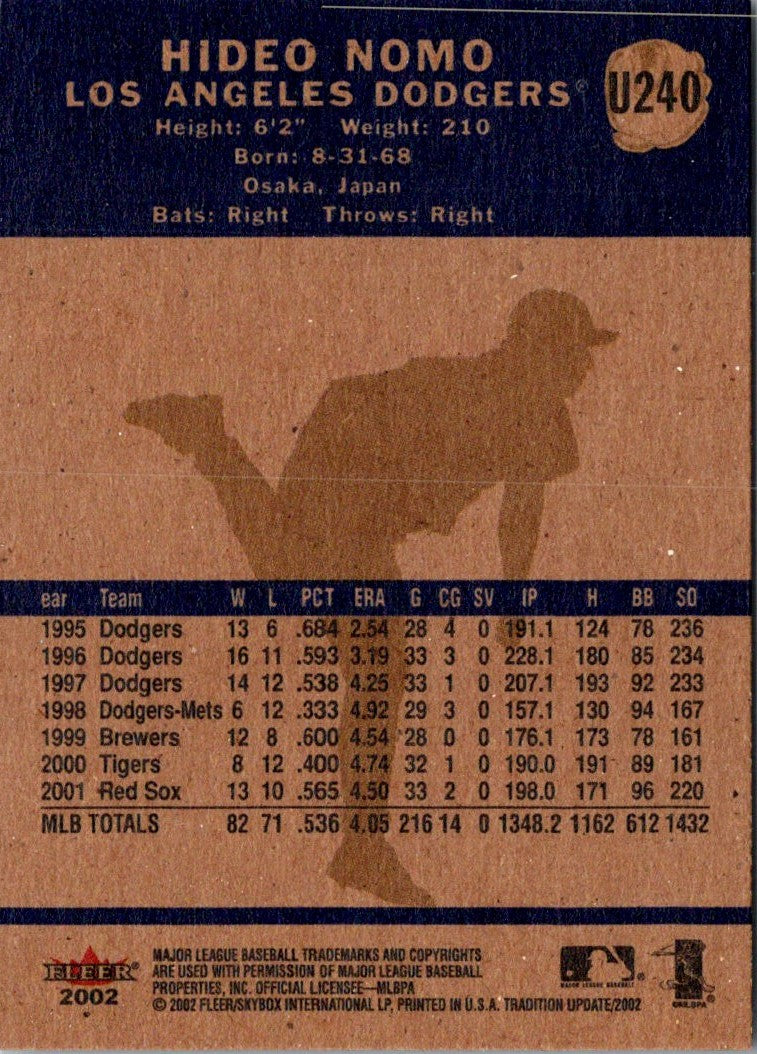 HIDEO NOMO
LOS ANGELES DODGERS®
U240
Height: 6'2" Weight: 210
Born: 8-31-68
Osaka, Japan
Bats: Right Throws: Right
ear Team W L PCT ERA G CG SV IP H BB SO
1995 Dodgers 13 6 .684 2.54 28 4 0 191.1 124 78 236
1996 Dodgers 16 11 .593 3.19 33 3 0 228.1 180 85 234
1997 Dodgers 14 12 .538 4.25 33 1 0 207.1 193 92 233
1998 Dodgers-Mets 6 12 .333 4.92 29 3 0 157.1 130 94 167
1999 Brewers 12 8 .600 4.54 28 0 0 176.1 173 78 161
2000 Tigers 8 12 .400 4.74 32 1 0 190.0 191 89 181
2001 Red Sox 13 10 .565 4.50 33 2 0 198.0 171 96 220
MLB TOTALS 82 71 .536 4.05 216 14 0 1348.2 1162 612 1432
FLEER®
2002
MAJOR LEAGUE BASEBALL TRADEMARKS AND COPYRIGHTS
ARE USED WITH PERMISSION OF MAJOR LEAGUE BASEBALL
PROPERTIES, INC. OFFICIAL LICENSEE—MLBPA
© 2002 FLEER/SKYBOX INTERNATIONAL LP, PRINTED IN U.S.A. TRADITION UPDATE/2002
MAJOR LEAGUE BASEBALL
©MLBPA